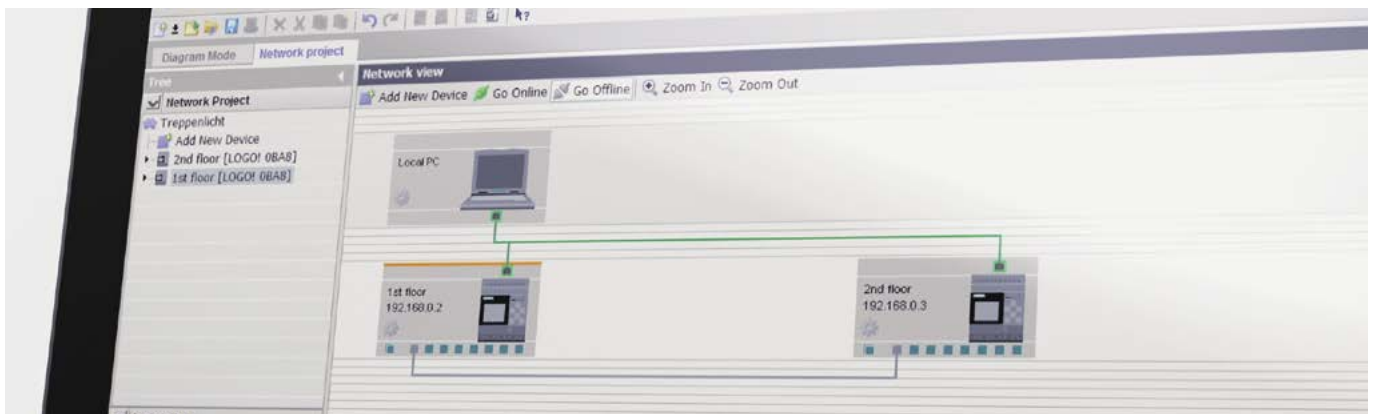 Diagram Mode Network project
Tree
Network view
Add New Device Go Online Go Offline Zoom In Zoom Out
Network Project
Treppenlicht
Add New Device
2nd floor [LOGO! 0BA8]
1st floor [LOGO! 0BA8]
Local PC
1st floor
192.168.0.2
2nd floor
192.168.0.3